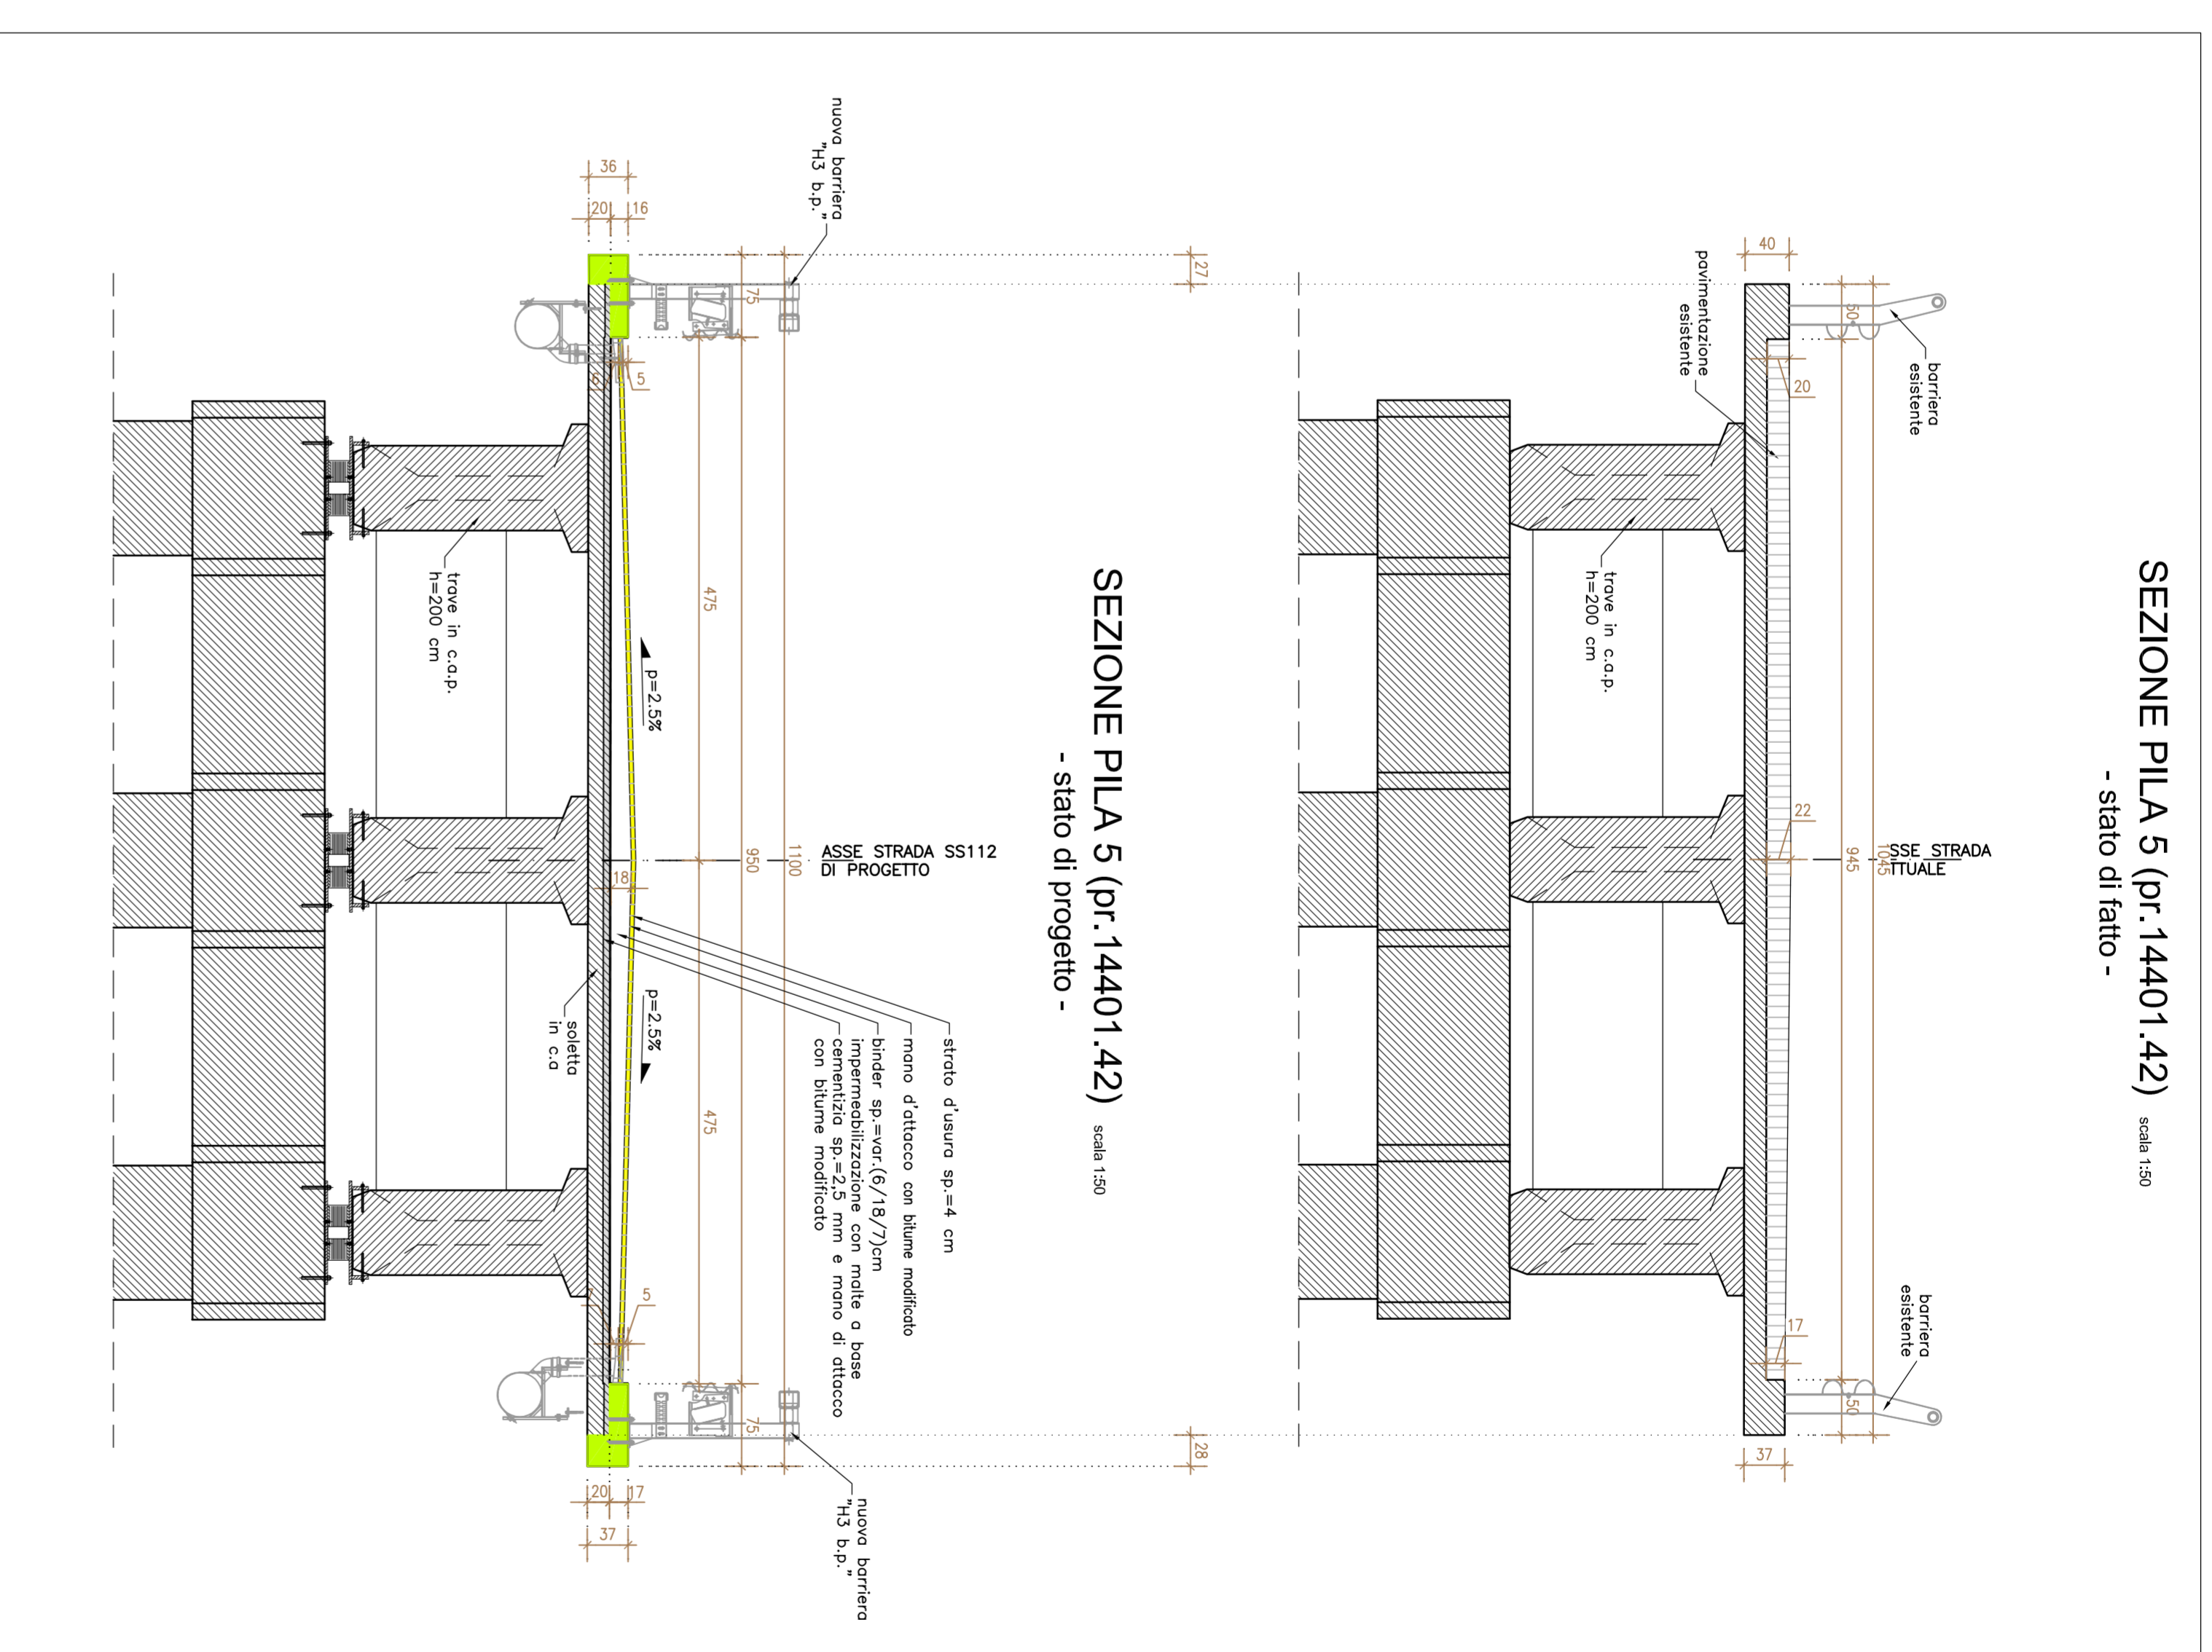 SEZIONE PILA 5 (pr.14401.42) scala 1:50
- stato di fatto -
barriera
esistente
barriera
esistente
SSE STRADA
TTUALE
1045
945
50
50
40
37
20
22
17
pavimentazione
esistente
trave in c.a.p.
h=200 cm
SEZIONE PILA 5 (pr.14401.42) scala 1:50
- stato di progetto -
27
28
ASSE STRADA SS112
DI PROGETTO
1100
950
75
75
475
475
nuova barriera
"H3 b.p."
nuova barriera
"H3 b.p."
strato d'usura sp.=4 cm
mano d'attacco con bitume modificato
binder sp.=var.(6/18/7)cm
impermeabilizzazione con malte a base
cementizia sp.=2,5 mm e mano di attacco
con bitume modificato
p=2.5%
p=2.5%
36
20
16
5
6
18
5
7
20
17
37
soletta
in c.a
trave in c.a.p.
h=200 cm